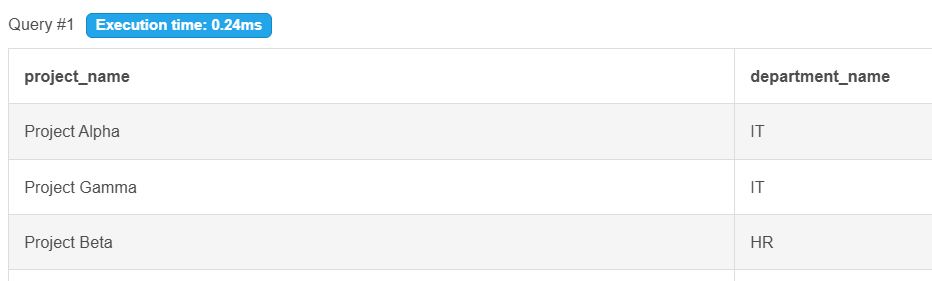 Query #1 Execution time: 0.24ms
project_name department_name
Project Alpha IT
Project Gamma IT
Project Beta HR